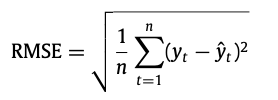 RMSE = √(1/n ∑_{t=1}^{n} (y_t − ŷ_t)²)